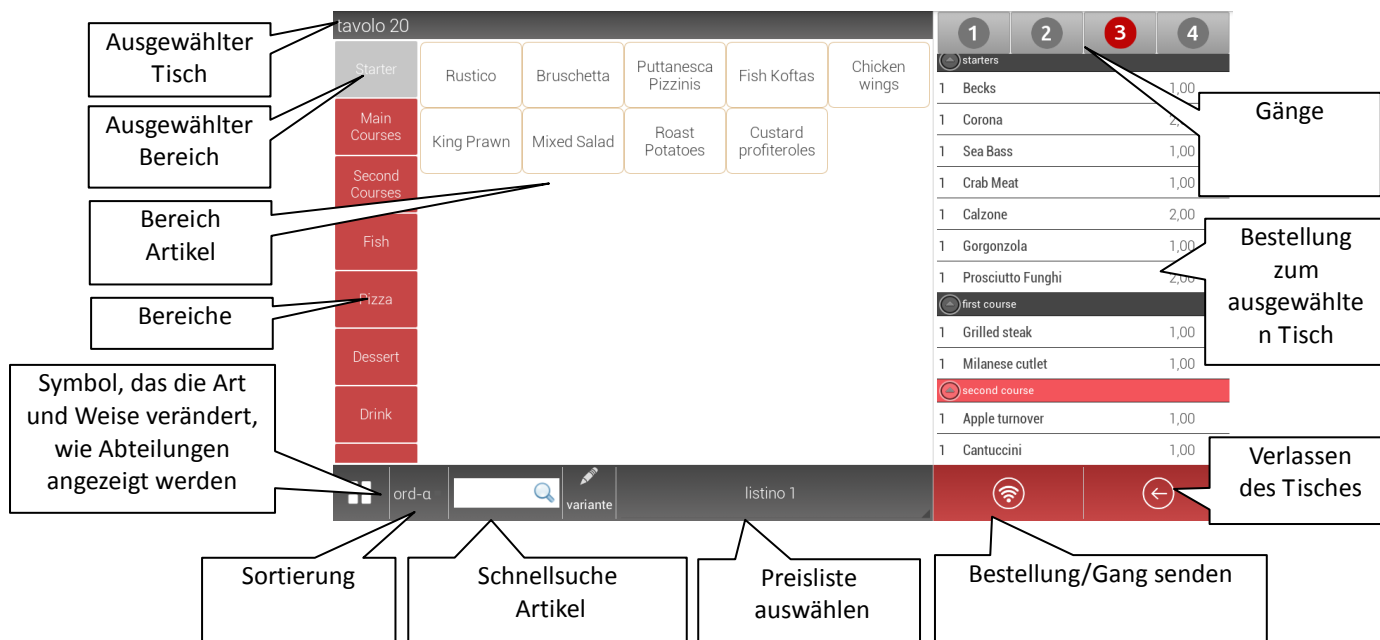 tavolo 20
1 2 3 4
Ausgewählter
Tisch
Ausgewählter
Bereich
Bereich
Artikel
Bereiche
Symbol, das die Art
und Weise verändert,
wie Abteilungen
angezeigt werden
Starter
Main
Courses
Second
Courses
Fish
Pizza
Dessert
Drink
Rustico
Bruschetta
Puttanesca
Pizzinis
Fish Koftas
Chicken
wings
King Prawn
Mixed Salad
Roast
Potatoes
Custard
profiteroles
starters
1 Becks 1,00
1 Corona 2,
1 Sea Bass 1,00
1 Crab Meat 1,00
1 Calzone 2,00
1 Gorgonzola 1,00
1 Prosciutto Funghi 2,00
first course
1 Grilled steak 1,00
1 Milanese cutlet 1,00
second course
1 Apple turnover 1,00
1 Cantuccini 1,00
Gänge
Bestellung
zum
ausgewählte
n Tisch
Verlassen
des Tisches
ord-α
variante
listino 1
Sortierung
Schnellsuche
Artikel
Preisliste
auswählen
Bestellung/Gang senden